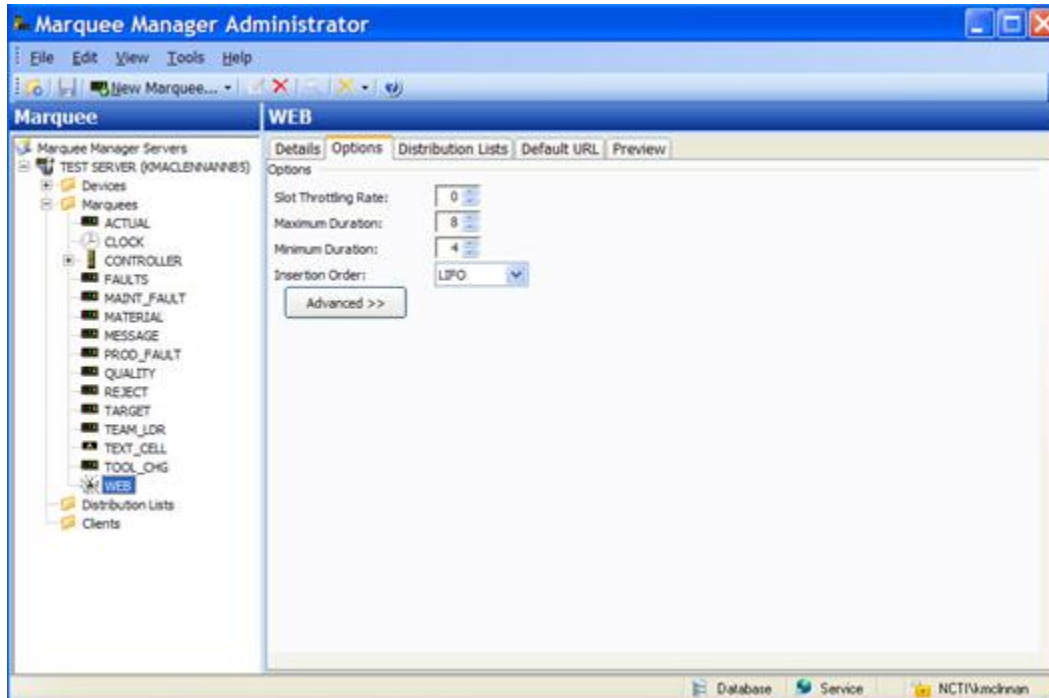 Marquee Manager Administrator
File Edit View Tools Help
New Marquee...
Marquee
WEB
Marquee Manager Servers
TEST SERVER (KMACLENNANNB5)
Devices
Marquees
ACTUAL
CLOCK
CONTROLLER
FAULTS
MAINT_FAULT
MATERIAL
MESSAGE
PROD_FAULT
QUALITY
REJECT
TARGET
TEAM_LDR
TEXT_CELL
TOOL_CHG
WEB
Distribution Lists
Clients
Details Options Distribution Lists Default URL Preview
Options
Slot Throttling Rate: 0
Maximum Duration: 8
Minimum Duration: 4
Insertion Order: LIFO
Advanced >>
Database Service NCTI\kmclnnan